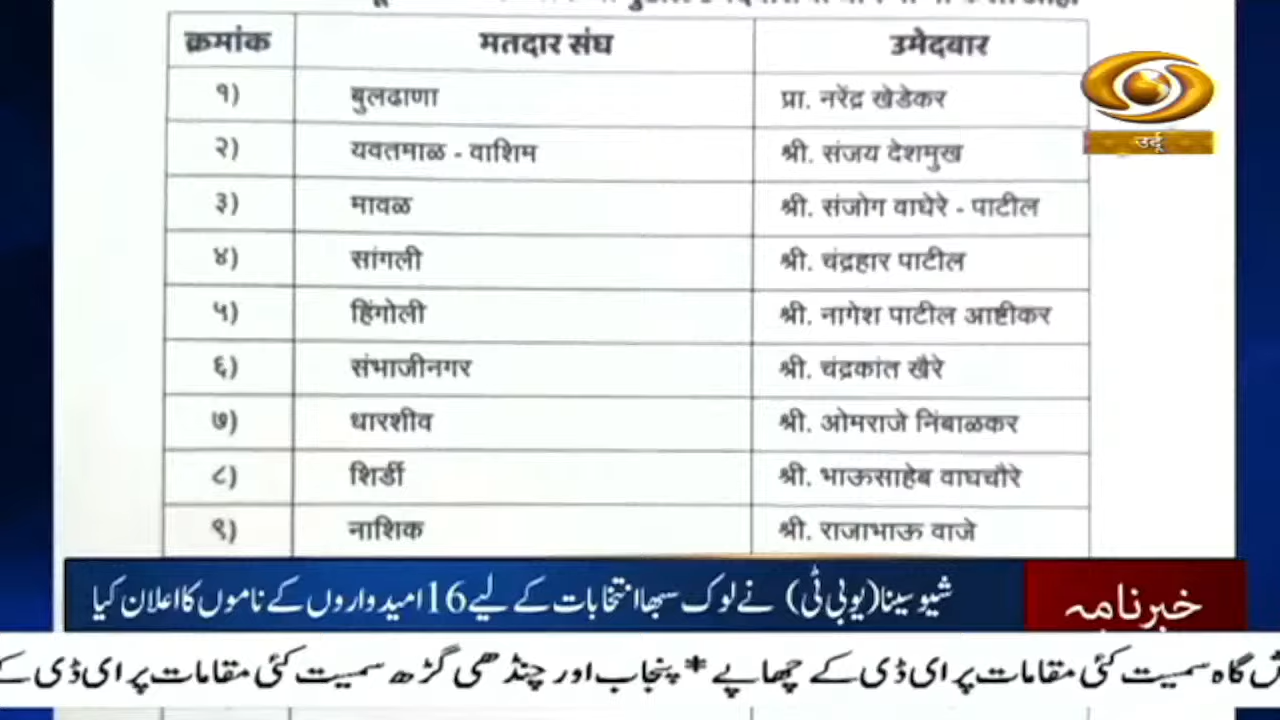 क्रमांक मतदार संघ उमेदवार
१) बुलढाणा प्रा. नरेंद्र खेडेकर
२) यवतमाळ - वाशिम श्री. संजय देशमुख
३) मावळ श्री. संजोग वाघेरे - पाटील
४) सांगली श्री. चंद्रहार पाटील
५) हिंगोली श्री. नागेश पाटील आष्टीकर
६) संभाजीनगर श्री. चंद्रकांत खैरे
७) धारशीव श्री. ओमराजे निंबाळकर
८) शिर्डी श्री. भाऊसाहेब वाघचौरे
९) नाशिक श्री. राजाभाऊ वाजे
उर्दू
شیو سینا (یو بی ٹی) نے لوک سبھا انتخابات کے لیے 16 امیدواروں کے ناموں کا اعلان کیا
خبرنامہ
گاہ سمیت کئی مقامات پر ای ڈی کے چھاپے * پنجاب اور چنڈھی گڑھ سمیت کئی مقامات پر ای ڈی کے